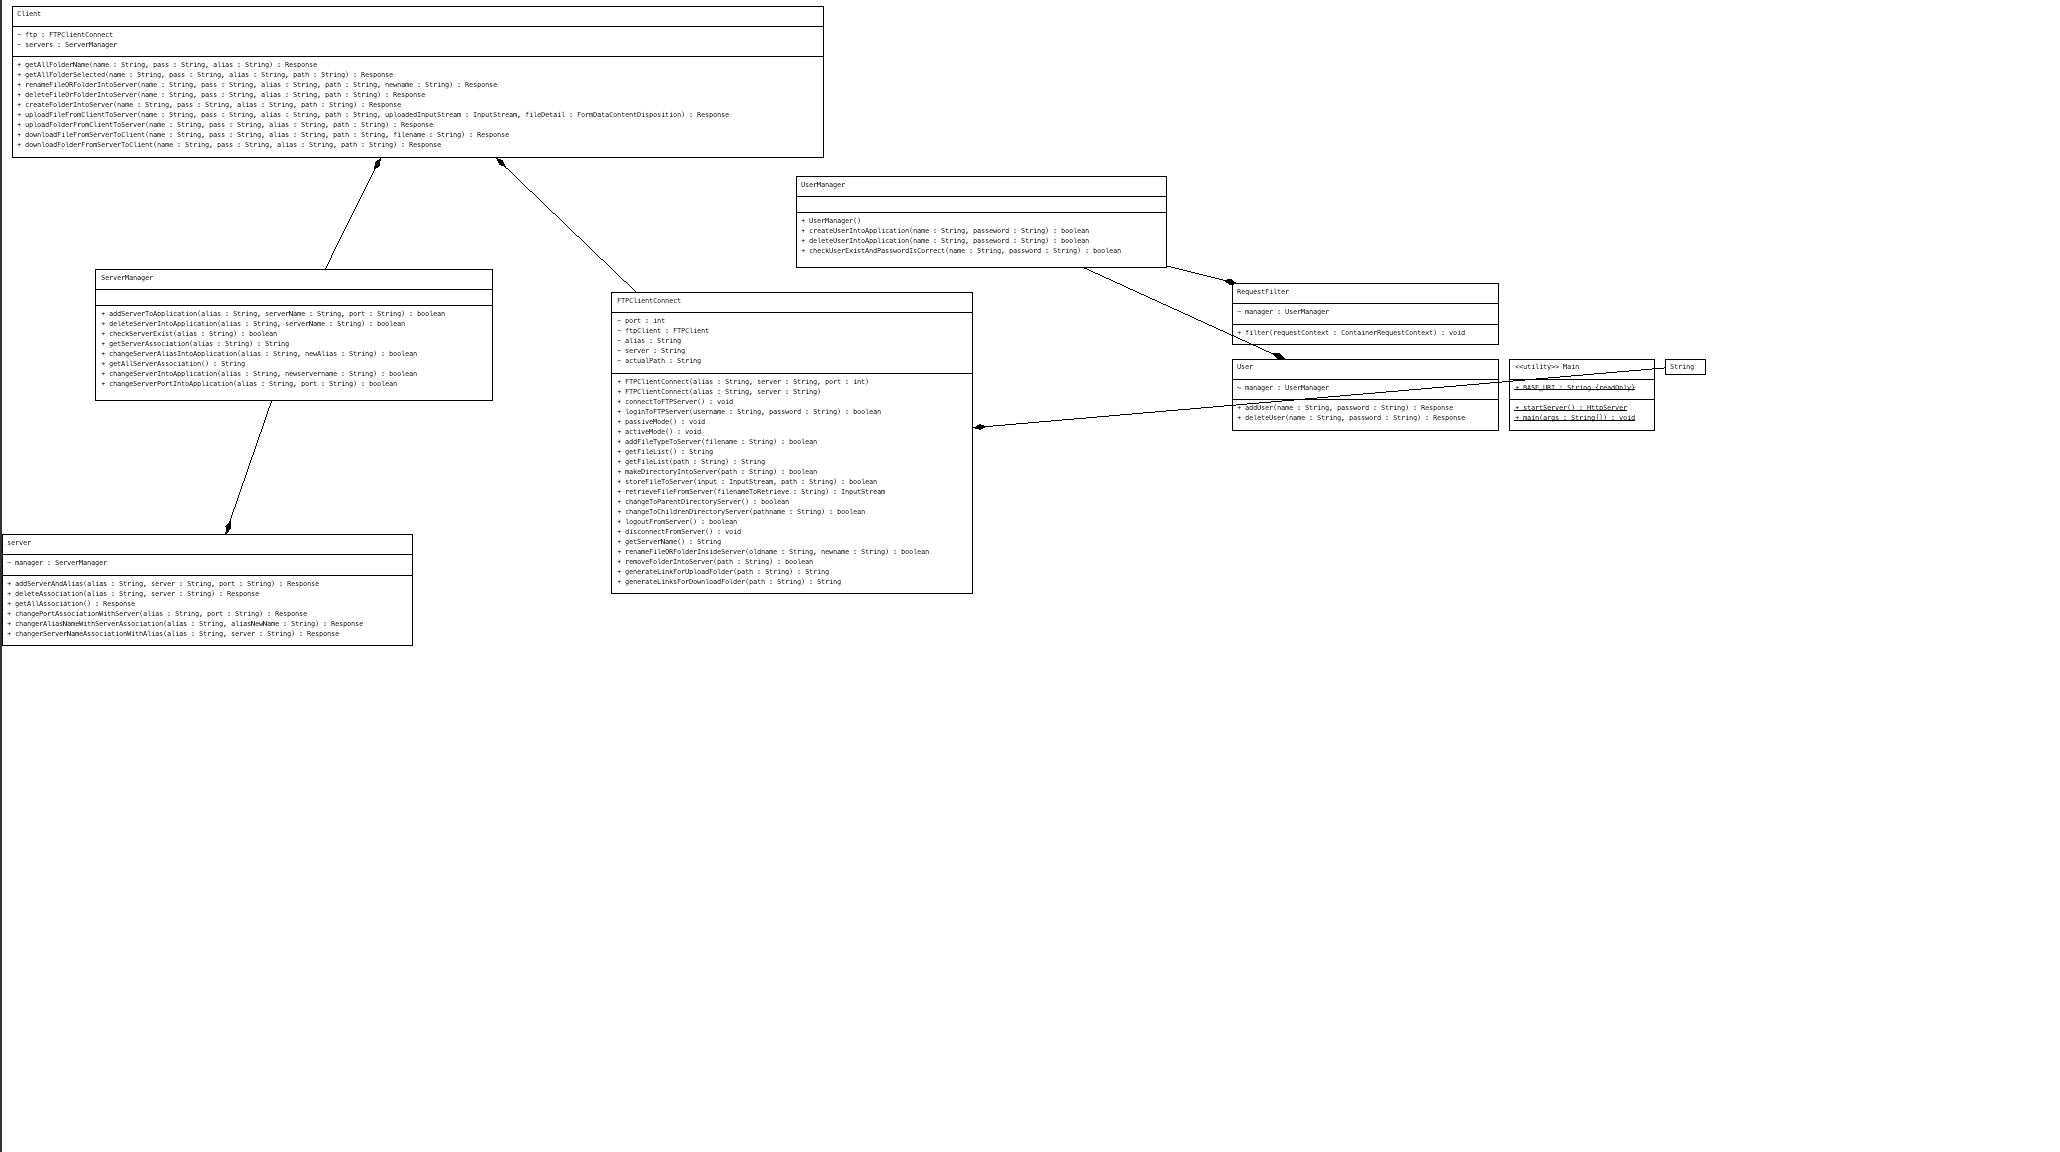 Client
- ftp : FTPClientConnect
- servers : ServerManager
+ getAllFolderName(name : String, pass : String, alias : String) : Response
+ getAllFolderSelected(name : String, pass : String, alias : String, path : String) : Response
+ renameFileORFolderIntoServer(name : String, pass : String, alias : String, path : String, newname : String) : Response
+ deleteFileOrFolderIntoServer(name : String, pass : String, alias : String, path : String) : Response
+ createFolderIntoServer(name : String, pass : String, alias : String, path : String) : Response
+ uploadFileFromClientToServer(name : String, pass : String, alias : String, path : String, uploadedInputStream : InputStream, fileDetail : FormDataContentDisposition) : Response
+ uploadFolderFromClientToServer(name : String, pass : String, alias : String, path : String) : Response
+ downloadFileFromServerToClient(name : String, pass : String, alias : String, path : String, filename : String) : Response
+ downloadFolderFromServerToClient(name : String, pass : String, alias : String, path : String) : Response
UserManager
+ UserManager()
+ createUserIntoApplication(name : String, passeword : String) : boolean
+ deleteUserIntoApplication(name : String, passeword : String) : boolean
+ checkUserExistAndPasswordIsCorrect(name : String, password : String) : boolean
ServerManager
+ addServerToApplication(alias : String, serverName : String, port : String) : boolean
+ deleteServerIntoApplication(alias : String, serverName : String) : boolean
+ checkServerExist(alias : String) : boolean
+ getServerAssociation(alias : String) : String
+ changeServerAliasIntoApplication(alias : String, newAlias : String) : boolean
+ getAllServerAssociation() : String
+ changeServerIntoApplication(alias : String, newservername : String) : boolean
+ changeServerPortIntoApplication(alias : String, port : String) : boolean
FTPClientConnect
- port : int
- ftpClient : FTPClient
- alias : String
- server : String
- actualPath : String
+ FTPClientConnect(alias : String, server : String, port : int)
+ FTPClientConnect(alias : String, server : String)
+ connectToFTPServer() : void
+ loginToFTPServer(username : String, password : String) : boolean
+ passiveMode() : void
+ activeMode() : void
+ addFileTypeToServer(filename : String) : boolean
+ getFileList() : String
+ getFileList(path : String) : String
+ makeDirectoryIntoServer(path : String) : boolean
+ storeFileToServer(input : InputStream, path : String) : boolean
+ retrieveFileFromServer(filenameToRetrieve : String) : InputStream
+ changeToParentDirectoryServer() : boolean
+ changeToChildrenDirectoryServer(pathname : String) : boolean
+ logoutFromServer() : boolean
+ disconnectFromServer() : void
+ getServerName() : String
+ renameFileORFolderInsideServer(oldname : String, newname : String) : boolean
+ removeFolderIntoServer(path : String) : boolean
+ generateLinkForUploadFolder(path : String) : String
+ generateLinksForDownloadFolder(path : String) : String
RequestFilter
~ manager : UserManager
+ filter(requestContext : ContainerRequestContext) : void
User
~ manager : UserManager
+ addUser(name : String, password : String) : Response
+ deleteUser(name : String, password : String) : Response
<<utility>> Main
+ BASE_URI : String {readOnly}
+ startServer() : HttpServer
+ main(args : String[]) : void
String
server
~ manager : ServerManager
+ addServerAndAlias(alias : String, server : String, port : String) : Response
+ deleteAssociation(alias : String, server : String) : Response
+ getAllAssociation() : Response
+ changePortAssociationWithServer(alias : String, port : String) : Response
+ changerAliasNameWithServerAssociation(alias : String, aliasNewName : String) : Response
+ changerServerNameAssociationWithAlias(alias : String, server : String) : Response